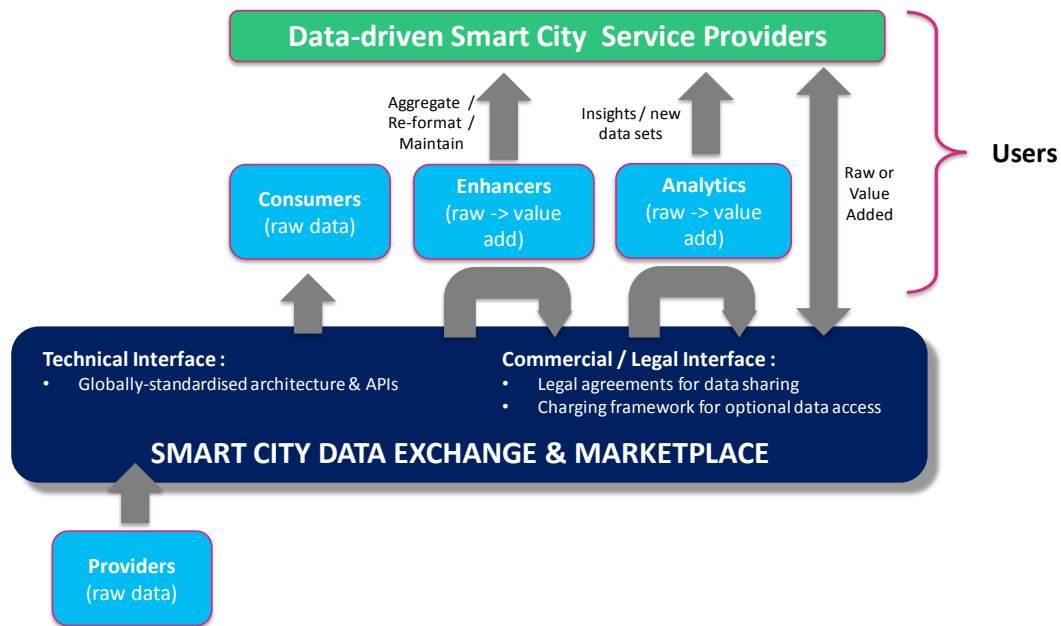 Data-driven Smart City Service Providers
Aggregate /
Re-format /
Maintain
Insights / new
data sets
Users
Raw or
Value
Added
Consumers
(raw data)
Enhancers
(raw -> value
add)
Analytics
(raw -> value
add)
Technical Interface :
• Globally-standardised architecture & APIs
Commercial / Legal Interface :
• Legal agreements for data sharing
• Charging framework for optional data access
SMART CITY DATA EXCHANGE & MARKETPLACE
Providers
(raw data)